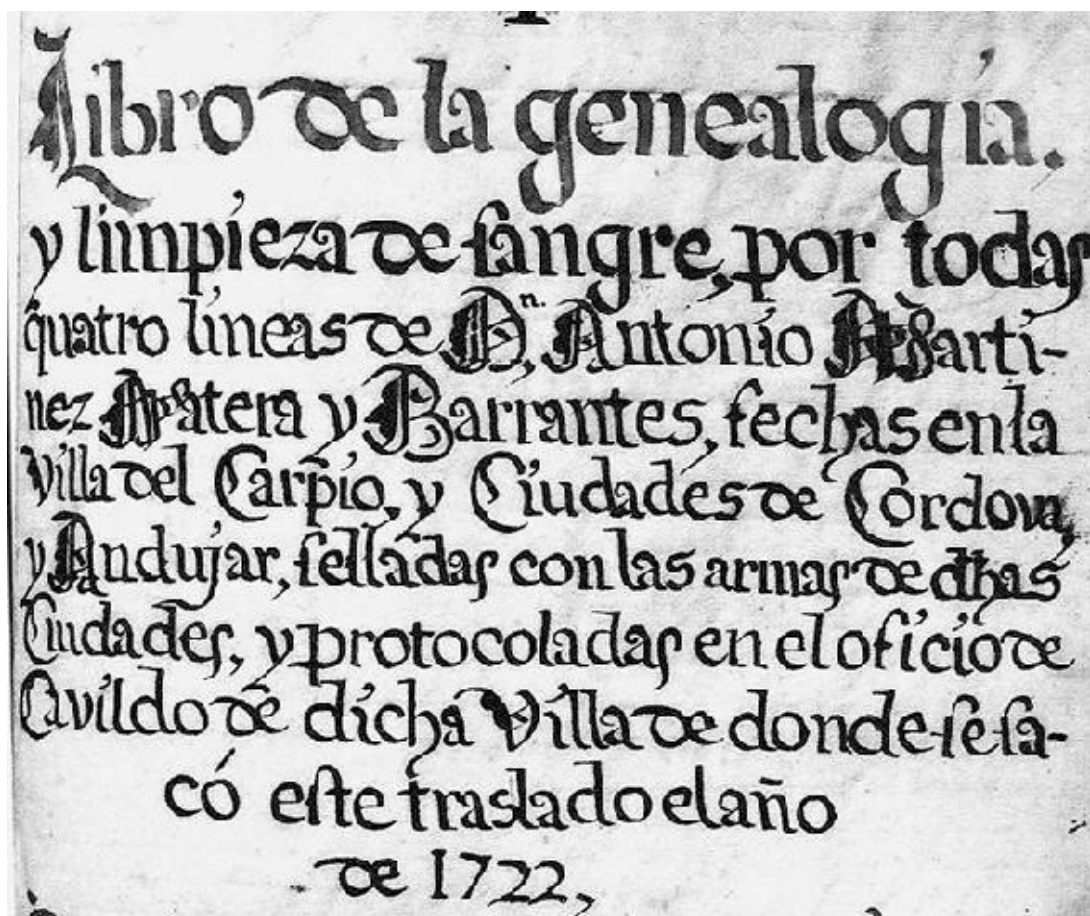 Libro de la genealogía.
y limpieza de sangre, por todas
quatro líneas de Dⁿ. Antonio Martí-
nez Matera y Barrantes, fechas en la
Villa del Carpio, y Ciudades de Cordova,
y Andujar, selladas con las armas de dhas
Ciudades, y protocoladas en el oficio de
Cavildo de dicha Villa de donde se sa-
có este traslado el año
de 1722,